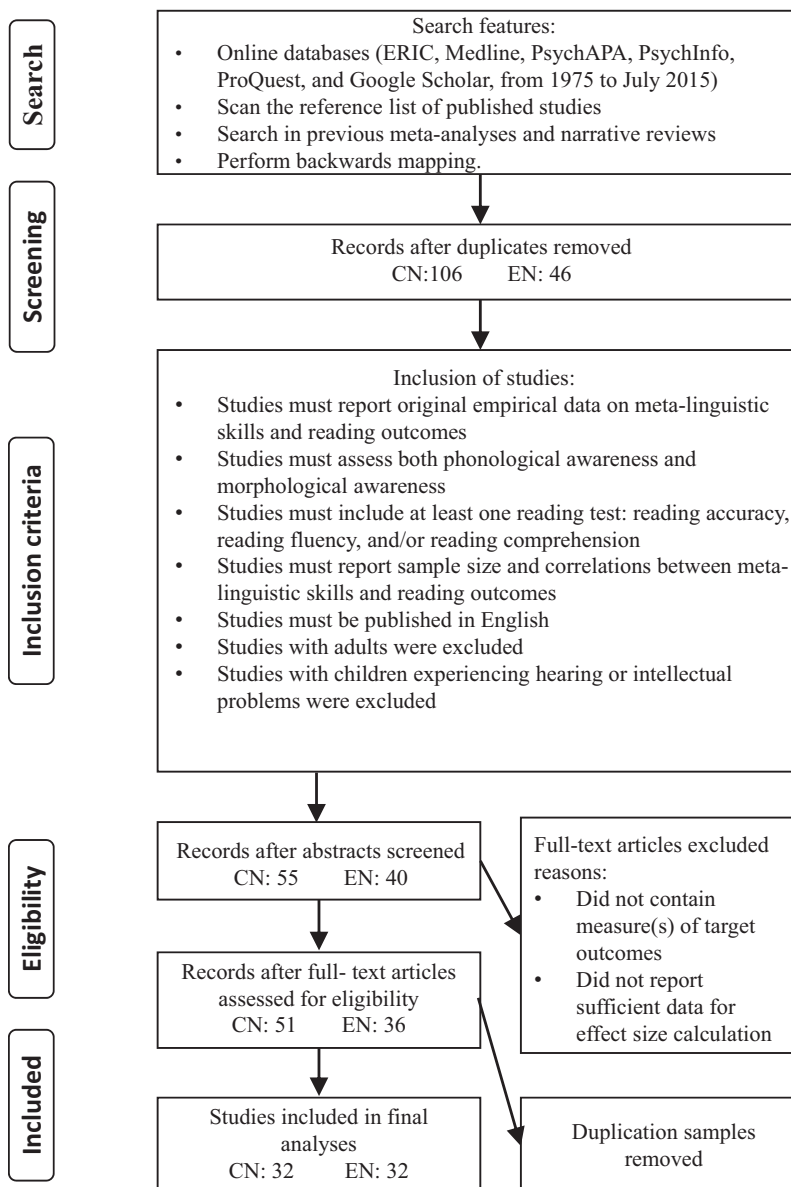 Search
Search features:
• Online databases (ERIC, Medline, PsychAPA, PsychInfo,
ProQuest, and Google Scholar, from 1975 to July 2015)
• Scan the reference list of published studies
• Search in previous meta-analyses and narrative reviews
• Perform backwards mapping.
Screening
Records after duplicates removed
CN:106 EN: 46
Inclusion criteria
Inclusion of studies:
• Studies must report original empirical data on meta-linguistic
skills and reading outcomes
• Studies must assess both phonological awareness and
morphological awareness
• Studies must include at least one reading test: reading accuracy,
reading fluency, and/or reading comprehension
• Studies must report sample size and correlations between meta-
linguistic skills and reading outcomes
• Studies must be published in English
• Studies with adults were excluded
• Studies with children experiencing hearing or intellectual
problems were excluded
Eligibility
Records after abstracts screened
CN: 55 EN: 40
Full-text articles excluded
reasons:
• Did not contain
measure(s) of target
outcomes
• Did not report
sufficient data for
effect size calculation
Records after full- text articles
assessed for eligibility
CN: 51 EN: 36
Included
Studies included in final
analyses
CN: 32 EN: 32
Duplication samples
removed